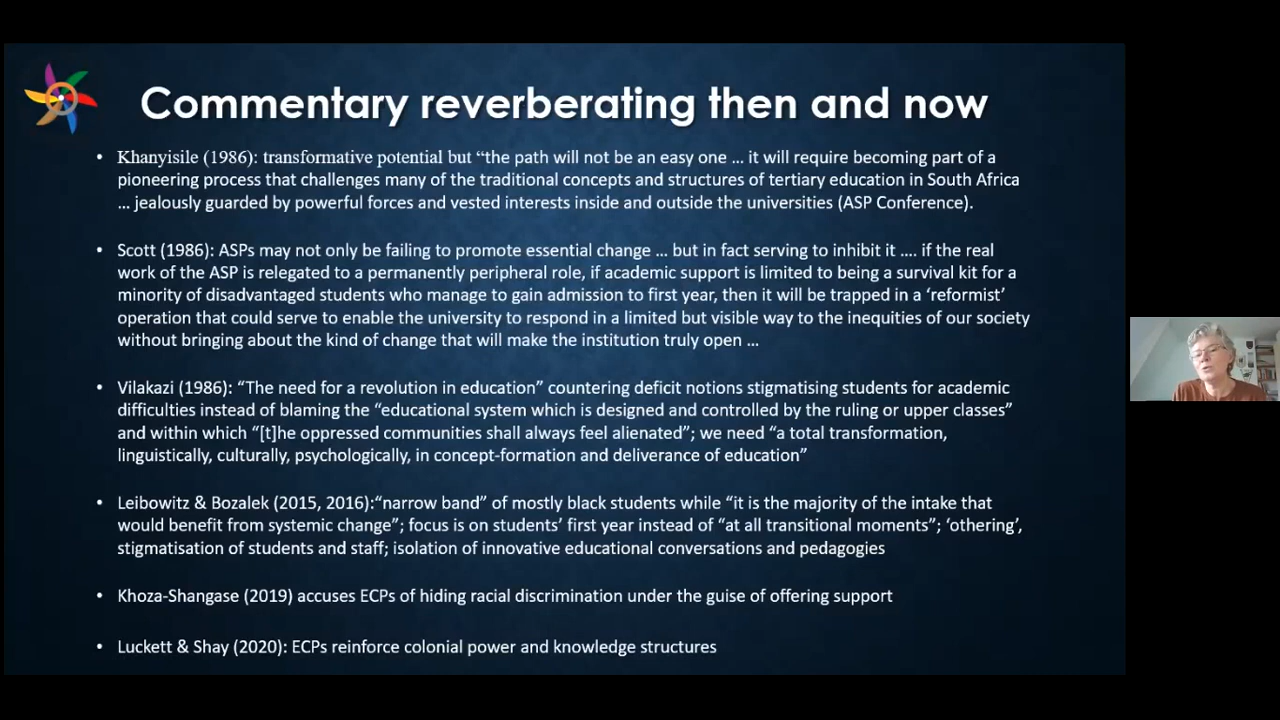 Commentary reverberating then and now
• Khanyisile (1986): transformative potential but “the path will not be an easy one … it will require becoming part of a
pioneering process that challenges many of the traditional concepts and structures of tertiary education in South Africa
… jealously guarded by powerful forces and vested interests inside and outside the universities (ASP Conference).
• Scott (1986): ASPs may not only be failing to promote essential change … but in fact serving to inhibit it …. if the real
work of the ASP is relegated to a permanently peripheral role, if academic support is limited to being a survival kit for a
minority of disadvantaged students who manage to gain admission to first year, then it will be trapped in a ‘reformist’
operation that could serve to enable the university to respond in a limited but visible way to the inequities of our society
without bringing about the kind of change that will make the institution truly open …
• Vilakazi (1986): “The need for a revolution in education” countering deficit notions stigmatising students for academic
difficulties instead of blaming the “educational system which is designed and controlled by the ruling or upper classes”
and within which “[t]he oppressed communities shall always feel alienated”; we need “a total transformation,
linguistically, culturally, psychologically, in concept-formation and deliverance of education”
• Leibowitz & Bozalek (2015, 2016):“narrow band” of mostly black students while “it is the majority of the intake that
would benefit from systemic change”; focus is on students’ first year instead of “at all transitional moments”; ‘othering’,
stigmatisation of students and staff; isolation of innovative educational conversations and pedagogies
• Khoza-Shangase (2019) accuses ECPs of hiding racial discrimination under the guise of offering support
• Luckett & Shay (2020): ECPs reinforce colonial power and knowledge structures